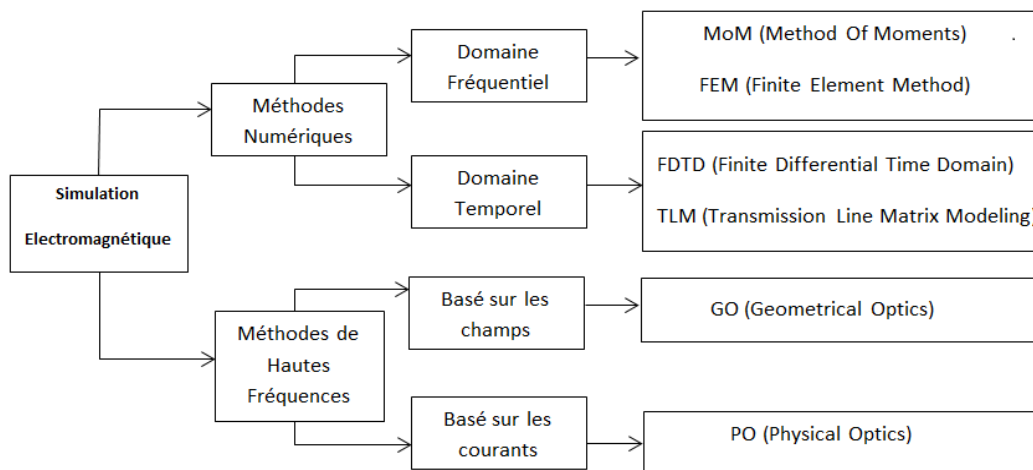 Simulation
Electromagnétique
Méthodes
Numériques
Domaine
Fréquentiel
MoM (Method Of Moments) .
FEM (Finite Element Method)
Domaine
Temporel
FDTD (Finite Differential Time Domain)
TLM (Transmission Line Matrix Modeling)
Méthodes de
Hautes
Fréquences
Basé sur les
champs
GO (Geometrical Optics)
Basé sur les
courants
PO (Physical Optics)